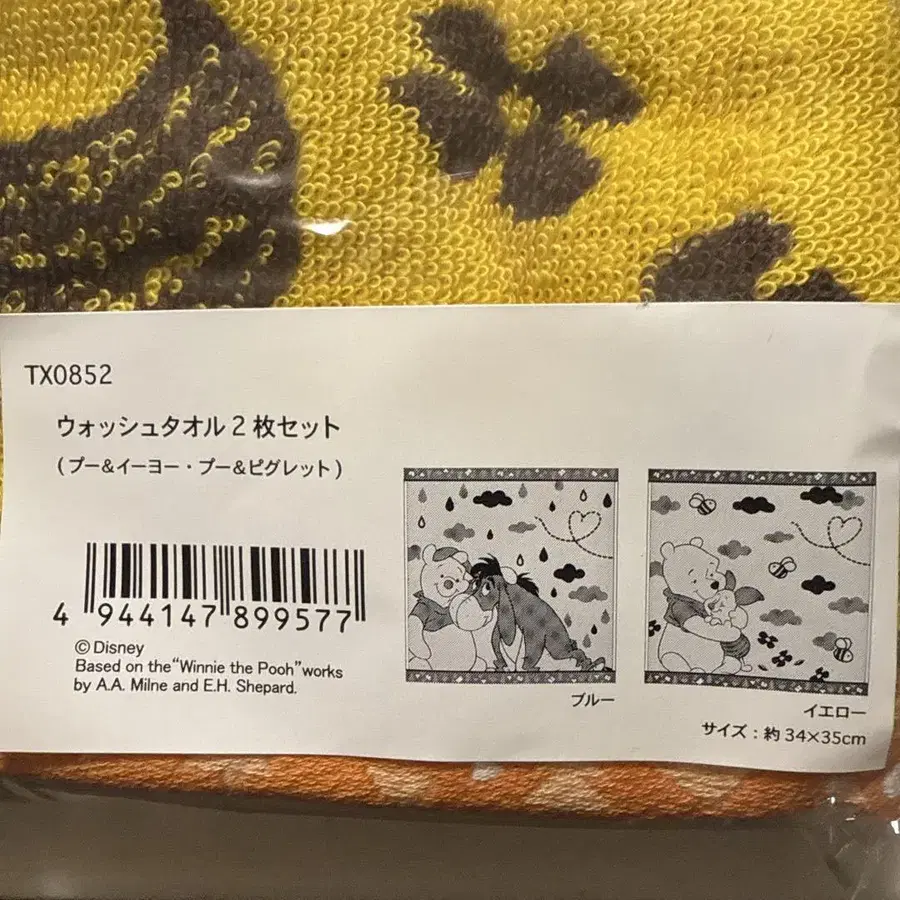 TX0852
ウォッシュタオル2枚セット
(プー&イーヨー・プー&ピグレット)
4 944147 899577
©Disney
Based on the "Winnie the Pooh" works
by A.A. Milne and E.H. Shepard.
ブルー
イエロー
サイズ：約34×35cm